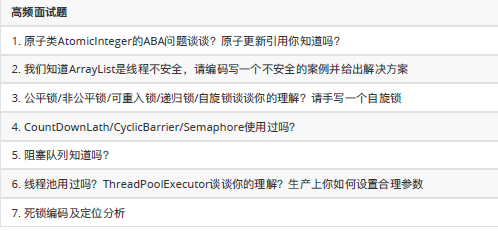 高频面试题
1. 原子类AtomicInteger的ABA问题谈谈？原子更新引用你知道吗？
2. 我们知道ArrayList是线程不安全，请编码写一个不安全的案例并给出解决方案
3. 公平锁/非公平锁/可重入锁/递归锁/自旋锁谈谈你的理解？请手写一个自旋锁
4. CountDownLath/CyclicBarrier/Semaphore使用过吗？
5. 阻塞队列知道吗？
6. 线程池用过吗？ThreadPoolExecutor谈谈你的理解？生产上你如何设置合理参数
7. 死锁编码及定位分析